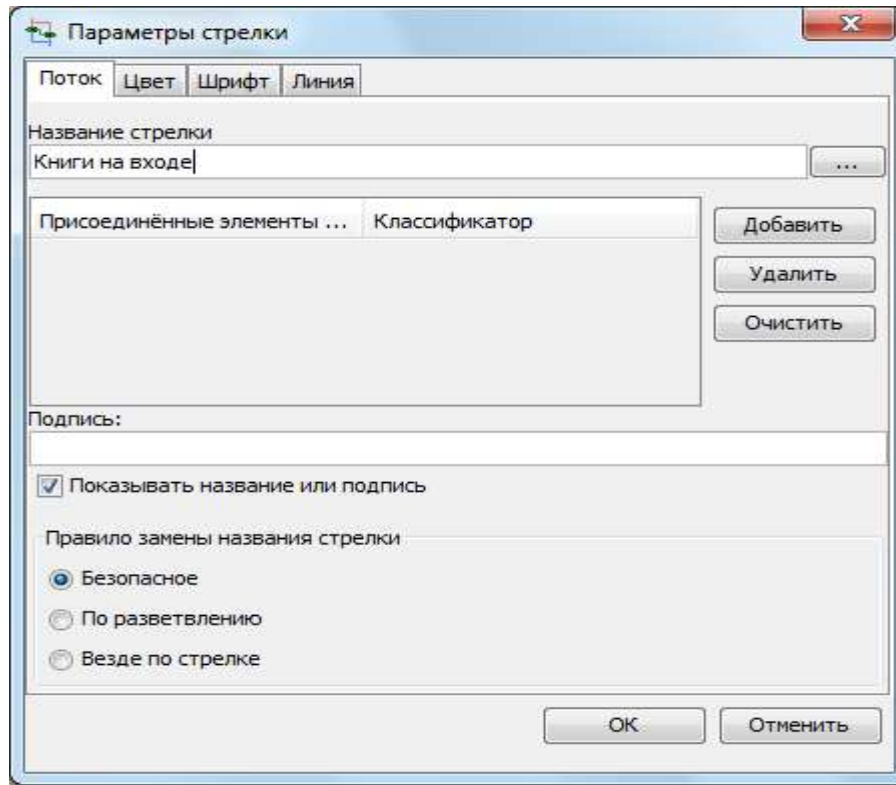 Параметры стрелки
Поток Цвет Шрифт Линия
Название стрелки
Книги на входе ...
Присоединённые элементы ... Классификатор
Добавить
Удалить
Очистить
Подпись:
Показывать название или подпись
Правило замены названия стрелки
Безопасное
По разветвлению
Везде по стрелке
ОК Отменить